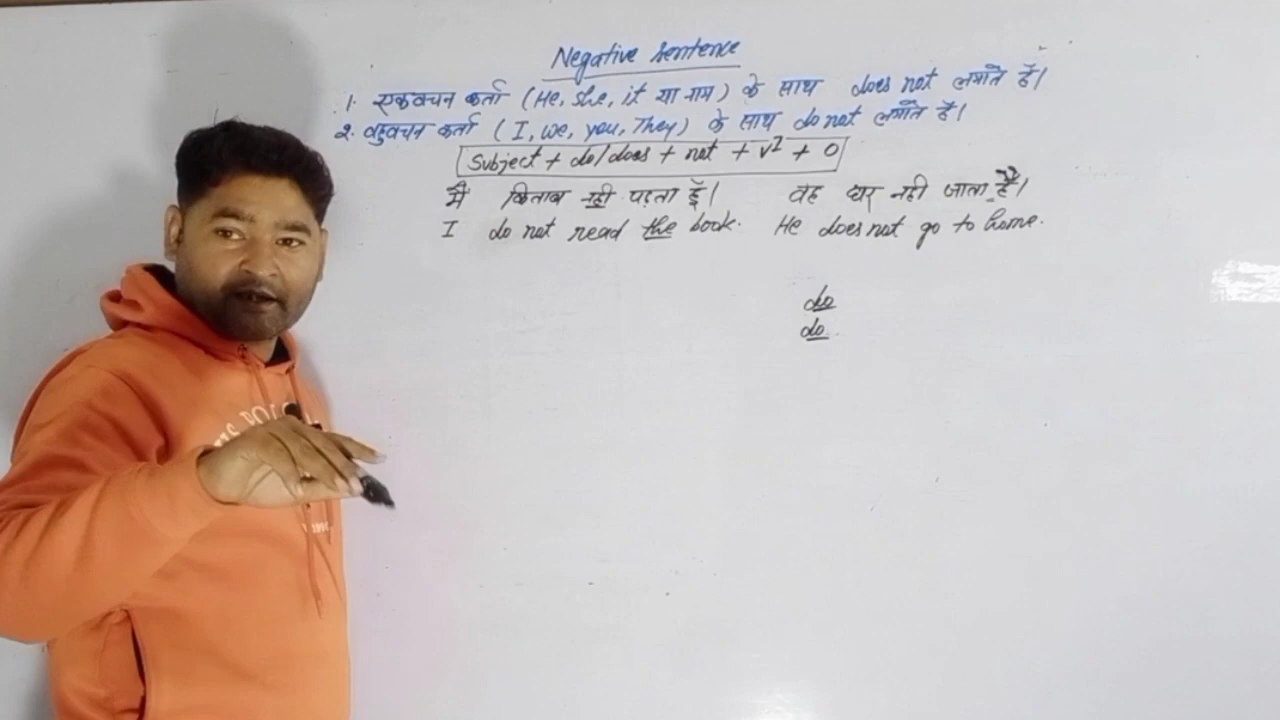 Negative Sentence
1. एकवचन कर्ता (He, She, it या नाम) के साथ does not लगाते हैं।
2. बहुवचन कर्ता (I, we, you, They) के साथ do not लगाते हैं।
Subject + do/does + not + V¹ + O
मैं किताब नही पढ़ता हूँ। वह घर नही जाता है।
I do not read the book. He does not go to home.
do
do